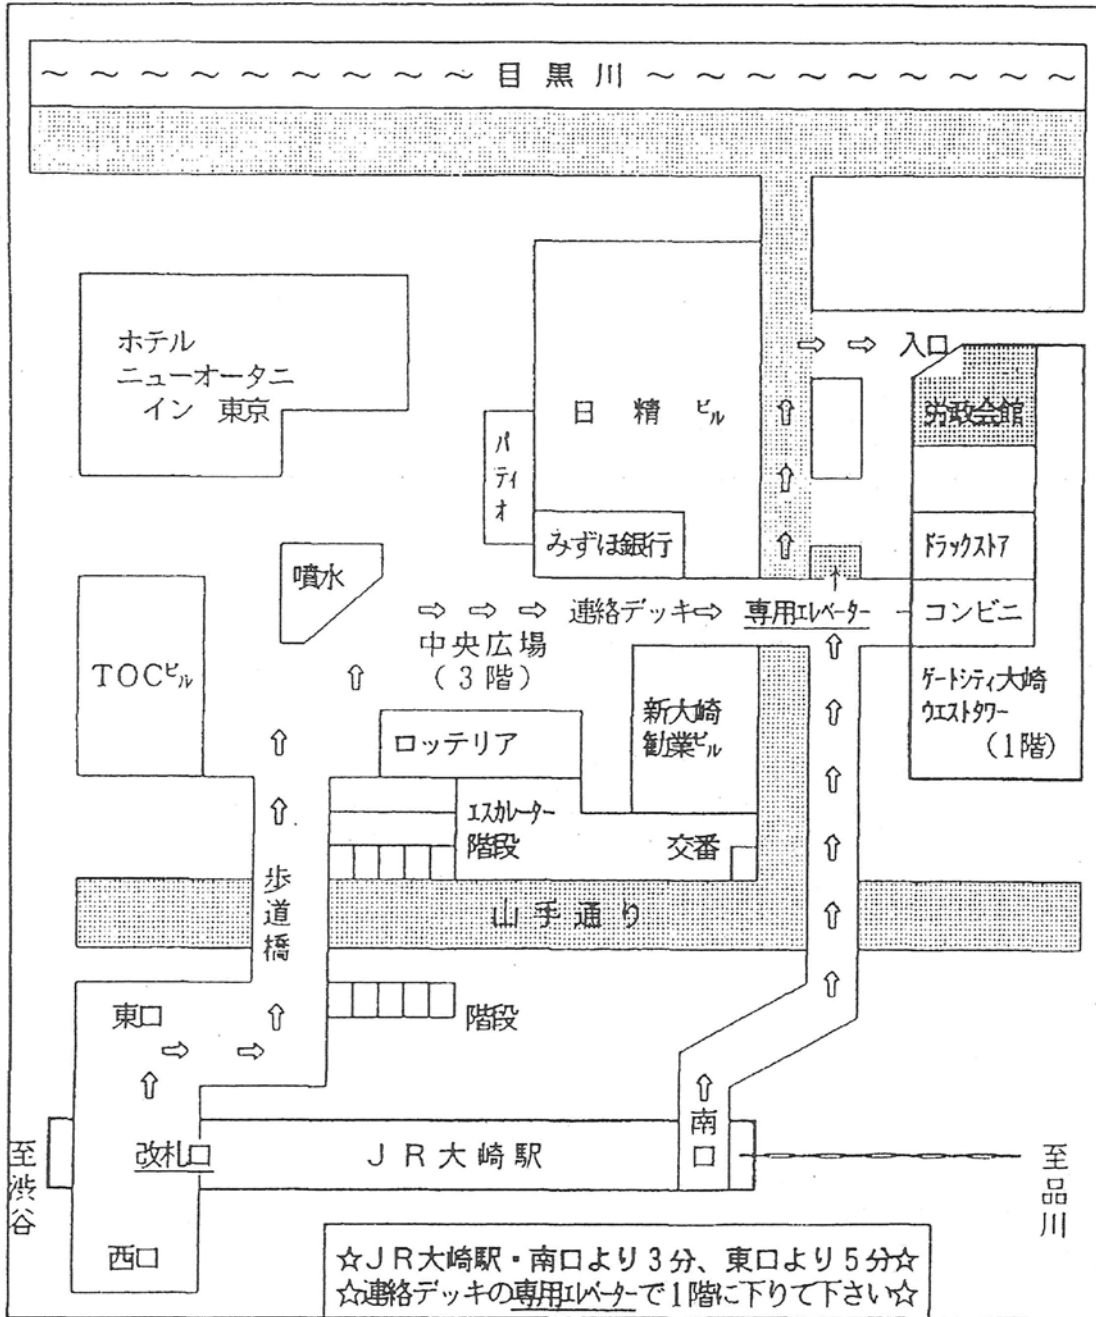 目黒川
ホテル
ニューオータニ
イン 東京
入口
労政会館
日 精 ビル
パティオ
みずほ銀行
ドラックストア
噴水
連絡デッキ
専用エレベーター
コンビニ
中央広場
(3階)
TOCビル
ゲートシティ大崎
ウエストタワー
(1階)
新大崎
勧業ビル
ロッテリア
エスカレーター
階段
交番
歩道橋
山手通り
東口
階段
南口
改札口
JR大崎駅
至渋谷
至品川
西口
☆JR大崎駅・南口より3分、東口より5分☆
☆連絡デッキの専用エレベーターで1階に下りて下さい☆